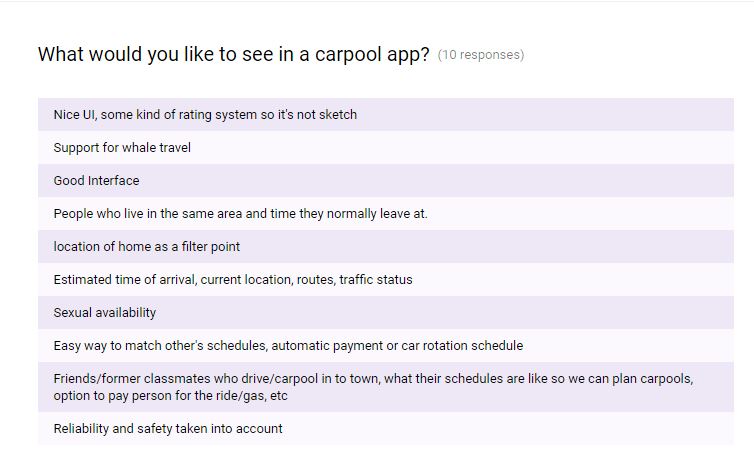 What would you like to see in a carpool app? (10 responses)
Nice UI, some kind of rating system so it's not sketch
Support for whale travel
Good Interface
People who live in the same area and time they normally leave at.
location of home as a filter point
Estimated time of arrival, current location, routes, traffic status
Sexual availability
Easy way to match other's schedules, automatic payment or car rotation schedule
Friends/former classmates who drive/carpool in to town, what their schedules are like so we can plan carpools,
option to pay person for the ride/gas, etc
Reliability and safety taken into account